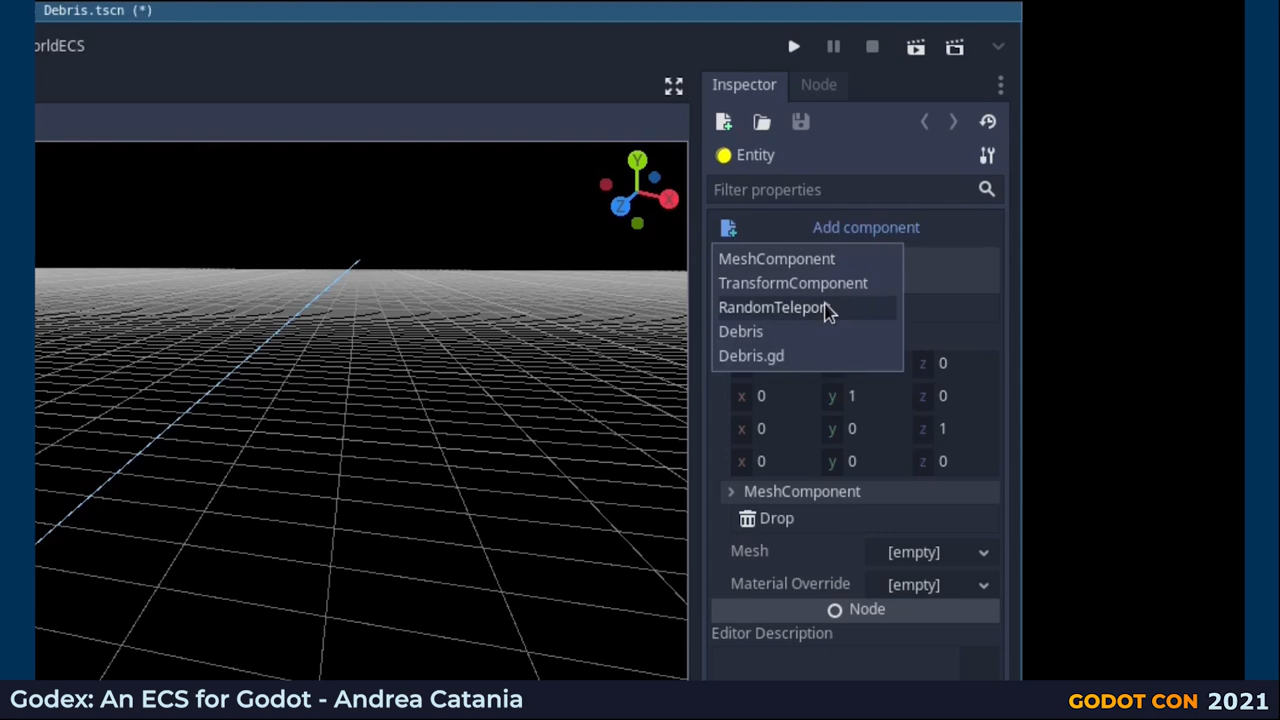 Debris.tscn (*)
orldECS
Inspector
Node
Entity
Filter properties
Add component
MeshComponent
TransformComponent
RandomTelepor
Debris
Debris.gd
z 0
x 0 y 1 z 0
x 0 y 0 z 1
x 0 y 0 z 0
MeshComponent
Drop
Mesh [empty]
Material Override [empty]
Node
Editor Description
Y
X
Z
Godex: An ECS for Godot - Andrea Catania
GODOT CON 2021